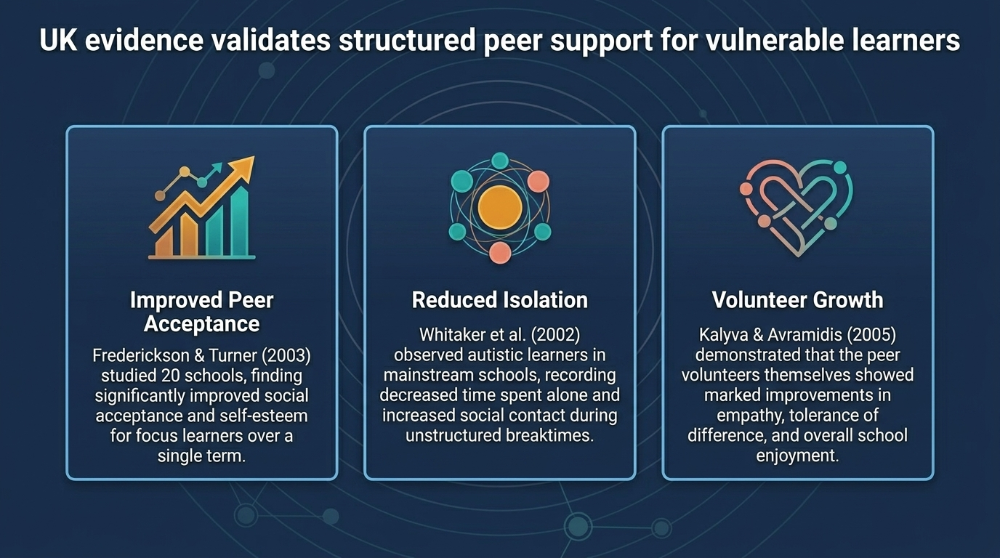 UK evidence validates structured peer support for vulnerable learners
Improved Peer
Acceptance
Frederickson & Turner (2003)
studied 20 schools, finding
significantly improved social
acceptance and self-esteem
for focus learners over a
single term.
Reduced Isolation
Whitaker et al. (2002)
observed autistic learners in
mainstream schools, recording
decreased time spent alone and
increased social contact during
unstructured breaktimes.
Volunteer Growth
Kalyva & Avramidis (2005)
demonstrated that the peer
volunteers themselves showed
marked improvements in
empathy, tolerance of
difference, and overall school
enjoyment.